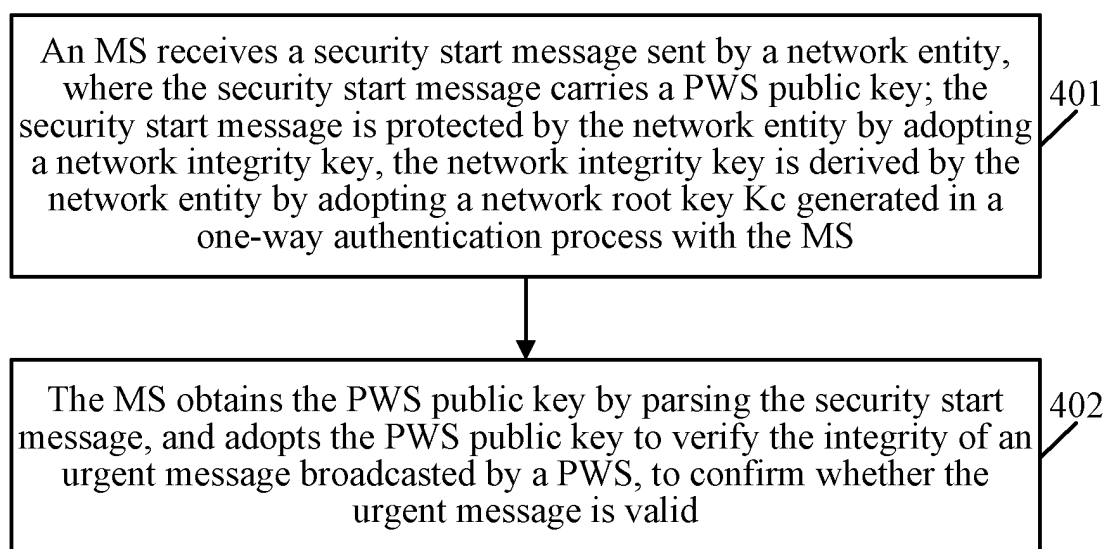 An MS receives a security start message sent by a network entity,
where the security start message carries a PWS public key; the
security start message is protected by the network entity by adopting
a network integrity key, the network integrity key is derived by the
network entity by adopting a network root key Kc generated in a
one-way authentication process with the MS
401
The MS obtains the PWS public key by parsing the security start
message, and adopts the PWS public key to verify the integrity of an
urgent message broadcasted by a PWS, to confirm whether the
urgent message is valid
402